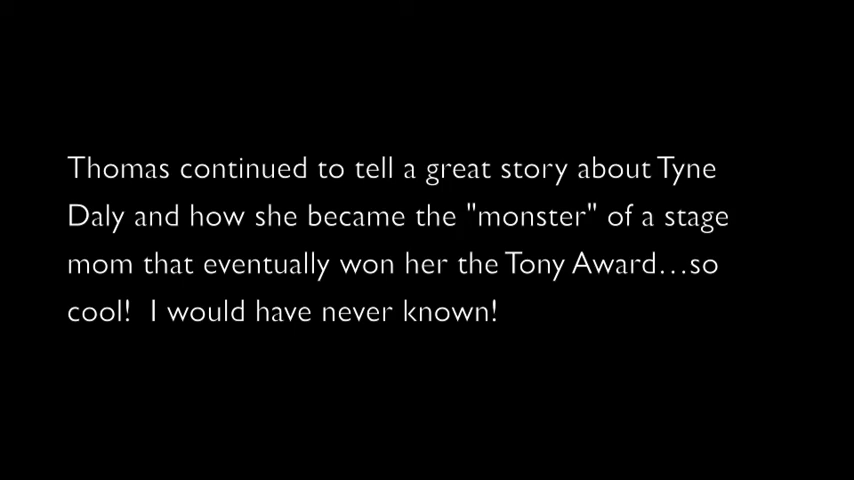 Thomas continued to tell a great story about Tyne
Daly and how she became the "monster" of a stage
mom that eventually won her the Tony Award...so
cool!  I would have never known!